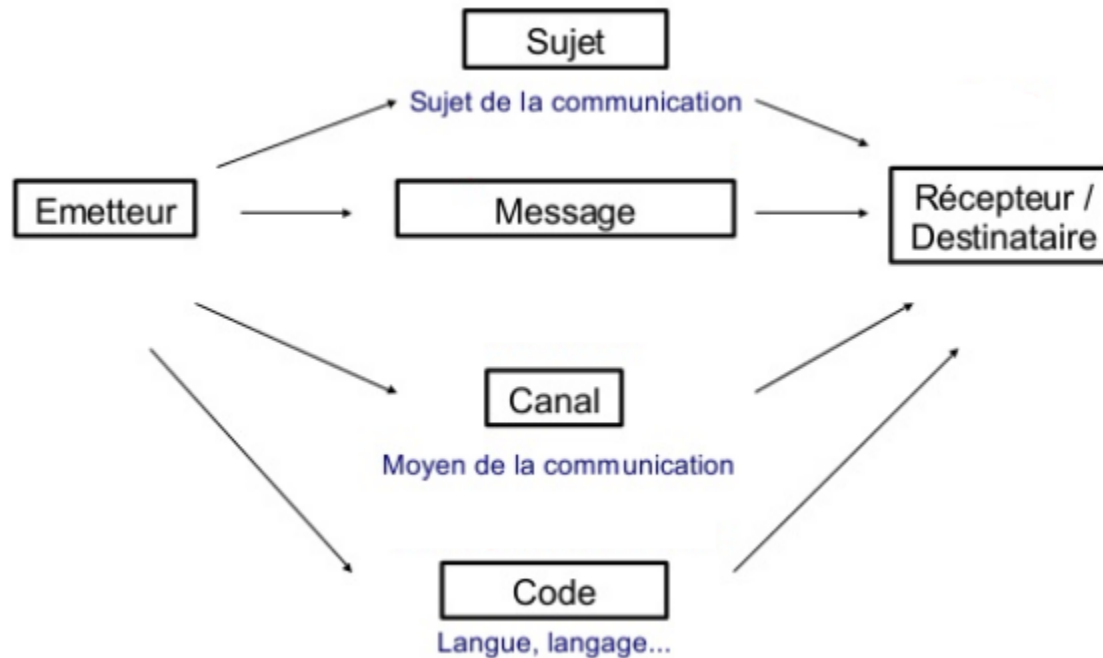 Sujet
Sujet de la communication
Emetteur
Message
Récepteur /
Destinataire
Canal
Moyen de la communication
Code
Langue, langage...